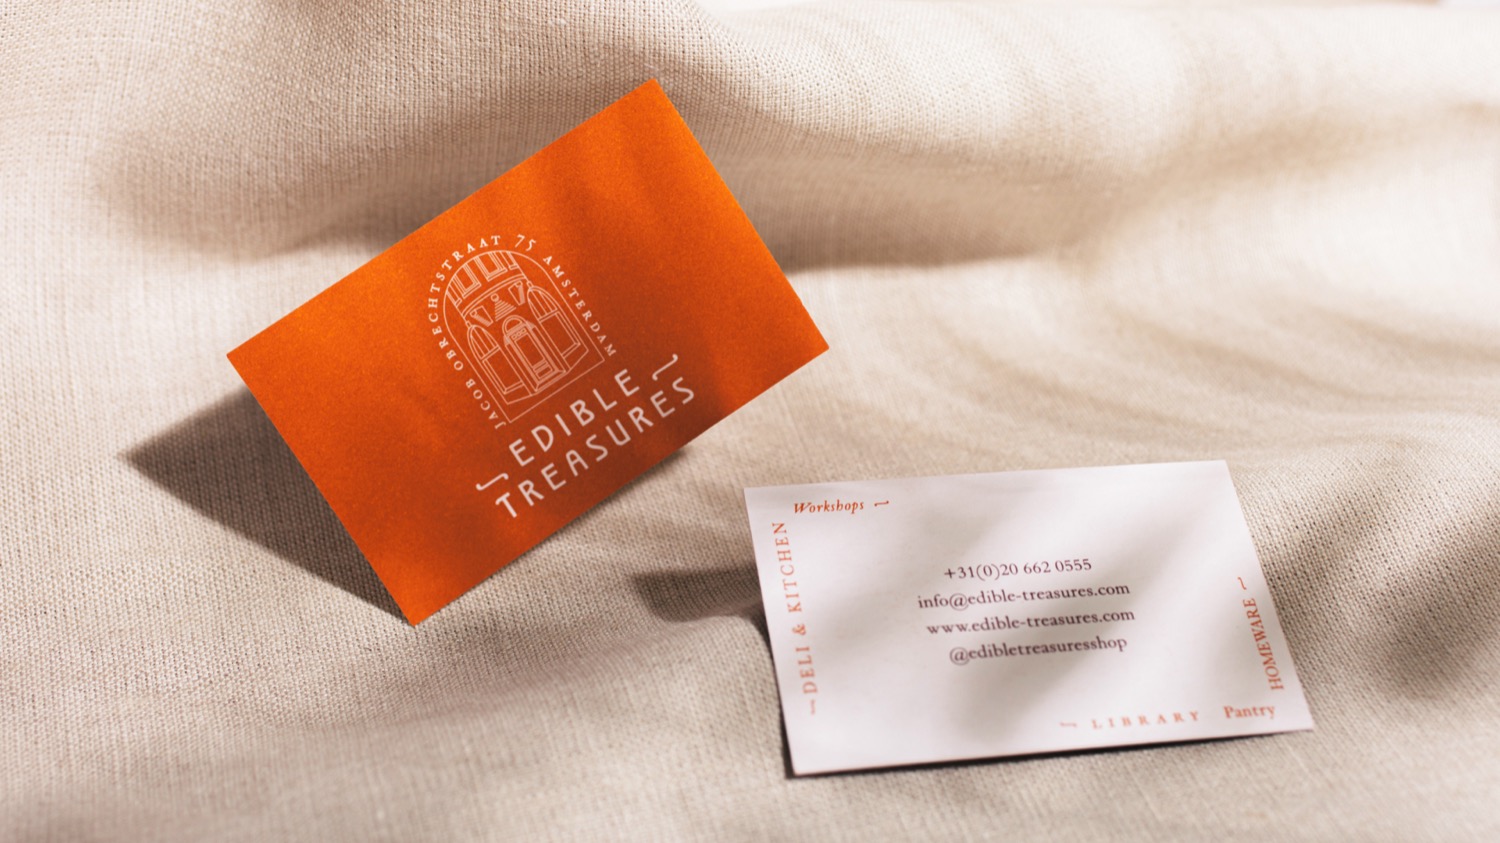 JACOB OBRECHTSTRAAT 75 AMSTERDAM
EDIBLE
TREASURES
Workshops
DELI & KITCHEN
+31(0)20 662 0555
info@edible-treasures.com
www.edible-treasures.com
@edibletreasuresshop
HOMEWARE
LIBRARY
Pantry